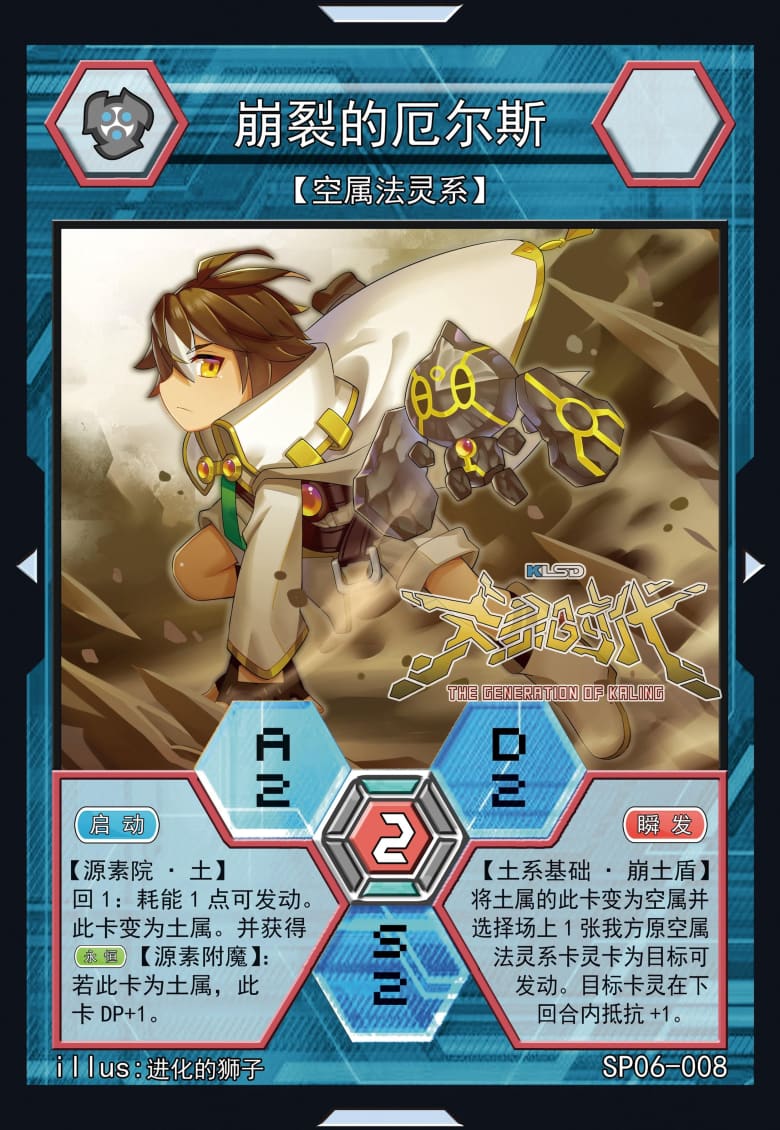 崩裂的厄尔斯
【空属法灵系】
KLSD
卡灵时代
THE GENERATION OF KALING
A
2
D
2
2
S
2
启动
【源素院·土】
回1：耗能1点可发动。
此卡变为土属。并获得
永恒【源素附魔】：
若此卡为土属，此
卡DP+1。
瞬发
【土系基础·崩土盾】
将土属的此卡变为空属并
选择场上1张我方原空属
法灵系卡灵卡为目标可
发动。目标卡灵在下
回合内抵抗+1。
illus:进化的狮子
SP06-008